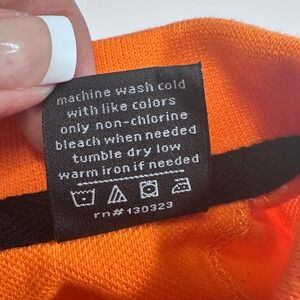 machine wash cold
with like colors
only non-chlorine
bleach when needed
tumble dry low
warm iron if needed
rn#130323